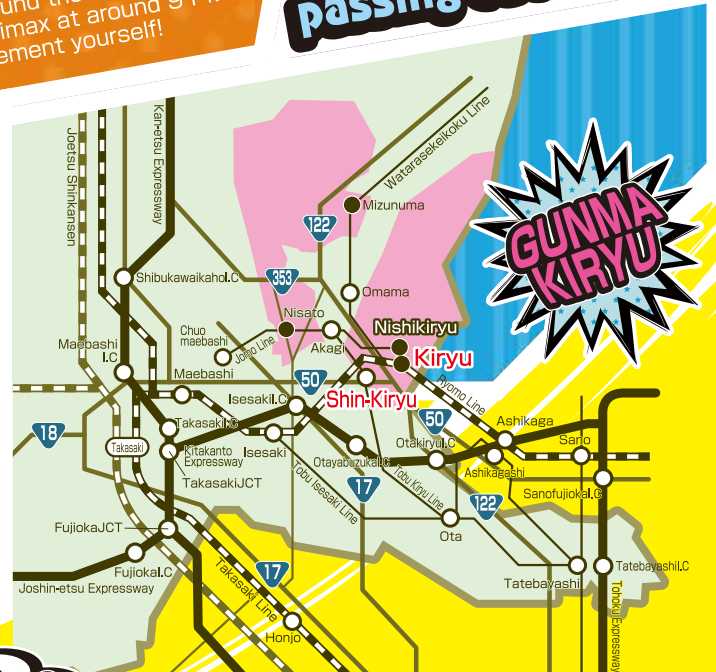 imax at around 9 P
ement yourself!
passing
Joetsu Shinkansen
Kan-etsu Expressway
Watarasekeikoku Line
Mizunuma
122
GUNMA
KIRYU
Shibukawaikaho I.C
353
Omama
Nisato
Nishikiryu
Chuo
maebashi
Jomo Line
Akagi
Kiryu
Maebashi
I.C
Maebashi
50
Shin-Kiryu
Ryomo Line
Isesaki I.C
18
Takasaki I.C
Takasaki
Kitakanto
Expressway
Isesaki
50
Ashikaga
Otakiryu I.C
Sano
Otayabuzuka I.C
Ashikagashi
TakasakiJCT
Tobu Isesaki Line
17
Tobu Kiryu Line
122
Sanofujioka I.C
FujiokaJCT
Ota
Fujioka I.C
17
Tatebayashi
Tatebayashi I.C
Joshin-etsu Expressway
Takasaki Line
Tohoku Expressway
Honjo